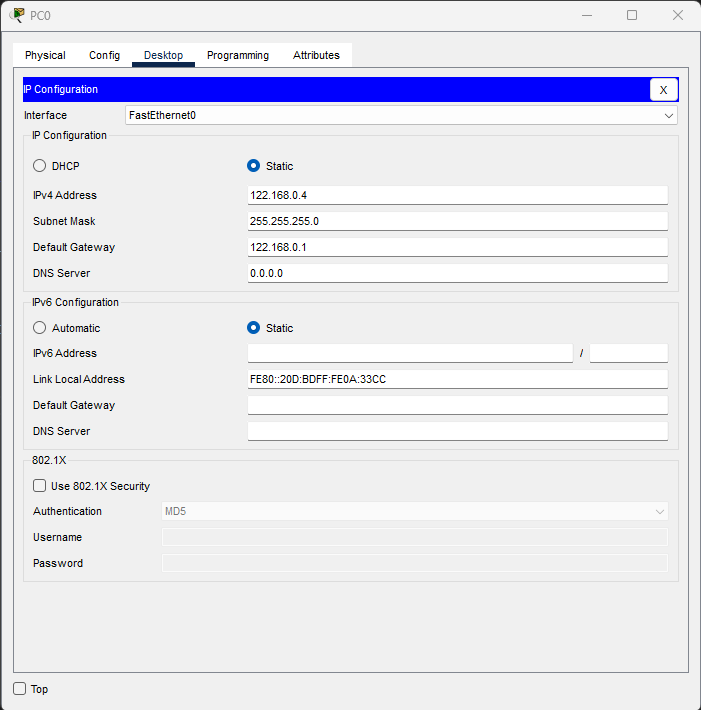 PC0
Physical Config Desktop Programming Attributes
IP Configuration X
Interface FastEthernet0
IP Configuration
DHCP Static
IPv4 Address 122.168.0.4
Subnet Mask 255.255.255.0
Default Gateway 122.168.0.1
DNS Server 0.0.0.0
IPv6 Configuration
Automatic Static
IPv6 Address /
Link Local Address FE80::20D:BDFF:FE0A:33CC
Default Gateway
DNS Server
802.1X
Use 802.1X Security
Authentication MD5
Username
Password
Top